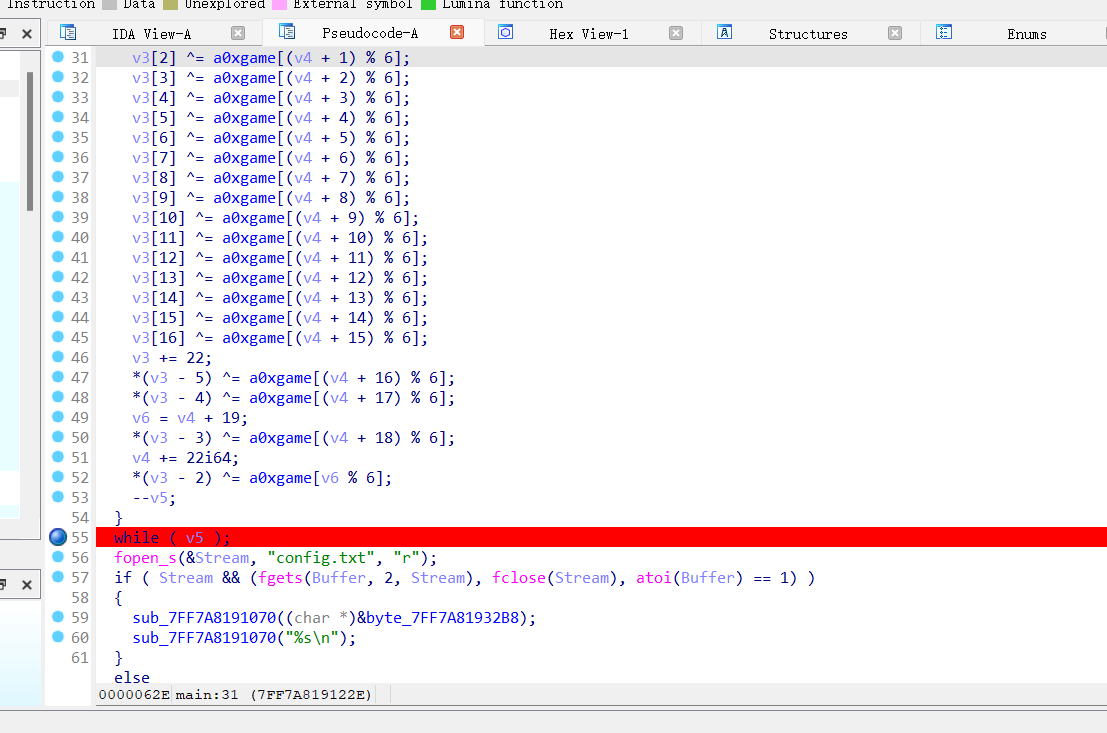 Instruction Data Unexplored External symbol Lumina function
IDA View-A Pseudocode-A Hex View-1 Structures Enums
31 v3[2] ^= a0xgame[(v4 + 1) % 6];
32 v3[3] ^= a0xgame[(v4 + 2) % 6];
33 v3[4] ^= a0xgame[(v4 + 3) % 6];
34 v3[5] ^= a0xgame[(v4 + 4) % 6];
35 v3[6] ^= a0xgame[(v4 + 5) % 6];
36 v3[7] ^= a0xgame[(v4 + 6) % 6];
37 v3[8] ^= a0xgame[(v4 + 7) % 6];
38 v3[9] ^= a0xgame[(v4 + 8) % 6];
39 v3[10] ^= a0xgame[(v4 + 9) % 6];
40 v3[11] ^= a0xgame[(v4 + 10) % 6];
41 v3[12] ^= a0xgame[(v4 + 11) % 6];
42 v3[13] ^= a0xgame[(v4 + 12) % 6];
43 v3[14] ^= a0xgame[(v4 + 13) % 6];
44 v3[15] ^= a0xgame[(v4 + 14) % 6];
45 v3[16] ^= a0xgame[(v4 + 15) % 6];
46 v3 += 22;
47 *(v3 - 5) ^= a0xgame[(v4 + 16) % 6];
48 *(v3 - 4) ^= a0xgame[(v4 + 17) % 6];
49 v6 = v4 + 19;
50 *(v3 - 3) ^= a0xgame[(v4 + 18) % 6];
51 v4 += 22i64;
52 *(v3 - 2) ^= a0xgame[v6 % 6];
53 --v5;
54 }
55 while ( v5 );
56 fopen_s(&Stream, "config.txt", "r");
57 if ( Stream && (fgets(Buffer, 2, Stream), fclose(Stream), atoi(Buffer) == 1) )
58 {
59 sub_7FF7A8191070((char *)&byte_7FF7A81932B8);
60 sub_7FF7A8191070("%s\n");
61 }
else
0000062E main:31 (7FF7A819122E)